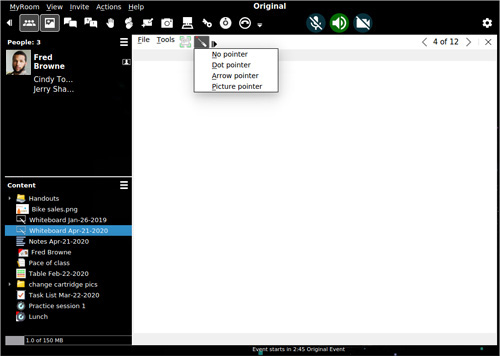 MyRoom View Invite Actions Help
Original
People: 3
Fred
Browne
Cindy To...
Jerry Sha...
File Tools
4 of 12
No pointer
Dot pointer
Arrow pointer
Picture pointer
Content
Handouts
Bike sales.png
Whiteboard Jan-26-2019
Whiteboard Apr-21-2020
Notes Apr-21-2020
Fred Browne
Pace of class
Table Feb-22-2020
change cartridge pics
Task List Mar-22-2020
Practure session 1
Lunch
1.0 of 150 MB
Event starts in 2:45 Original Event